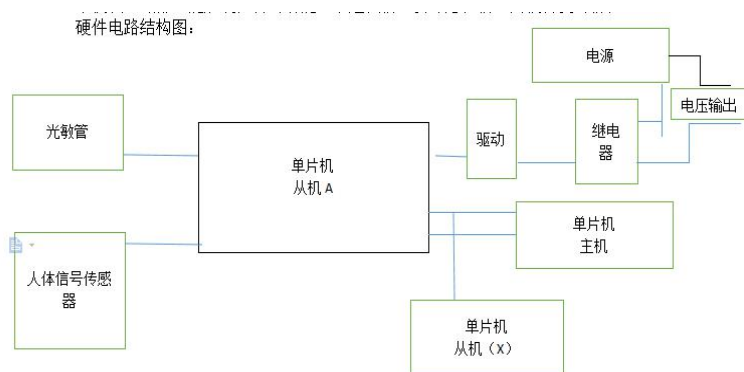 硬件电路结构图：
电源
电压输出
光敏管
驱动
继电
器
单片机
从机 A
单片机
主机
人体信号传感
器
单片机
从机（X）